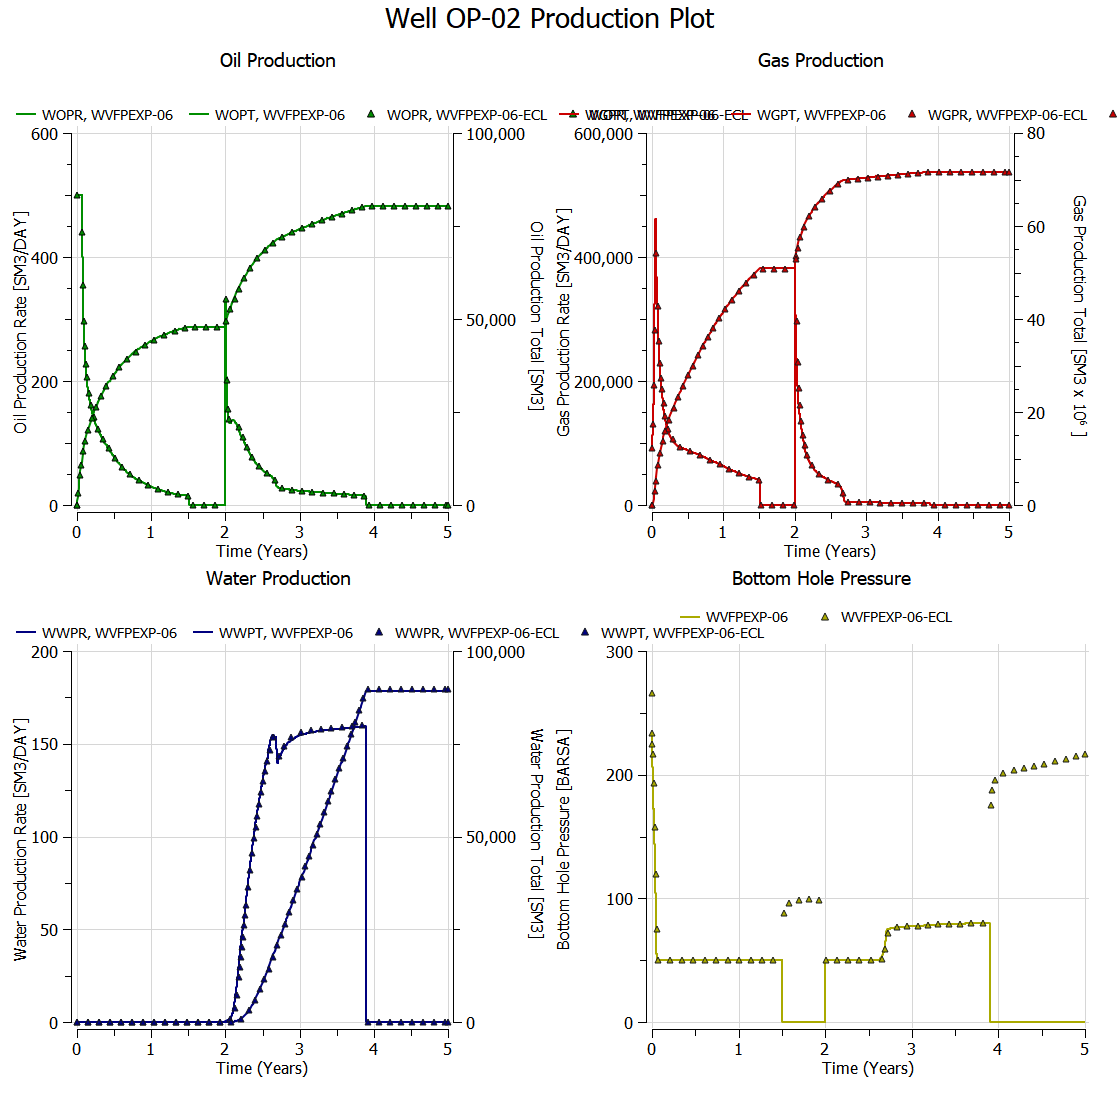 Well OP-02 Production Plot
Oil Production
WOPR, WVFPEXP-06
WOPT, WVFPEXP-06
WOPR, WVFPEXP-06-ECL
600
400
200
0
Oil Production Rate [SM3/DAY]
100,000
50,000
0
Oil Production Total [SM3]
0 1 2 3 4 5
Time (Years)
Gas Production
WGPT, WVFPEXP-06
WGPR, WVFPEXP-06-ECL
600,000
400,000
200,000
0
Gas Production Rate [SM3/DAY]
80
60
40
20
0
Gas Production Total [SM3 x 10⁶ ]
0 1 2 3 4 5
Time (Years)
Water Production
WWPR, WVFPEXP-06
WWPT, WVFPEXP-06
WWPR, WVFPEXP-06-ECL
WWPT, WVFPEXP-06-ECL
200
150
100
50
0
Water Production Rate [SM3/DAY]
100,000
50,000
0
Water Production Total [SM3]
0 1 2 3 4 5
Time (Years)
Bottom Hole Pressure
WVFPEXP-06
WVFPEXP-06-ECL
300
200
100
0
Bottom Hole Pressure [BARSA]
0 1 2 3 4 5
Time (Years)